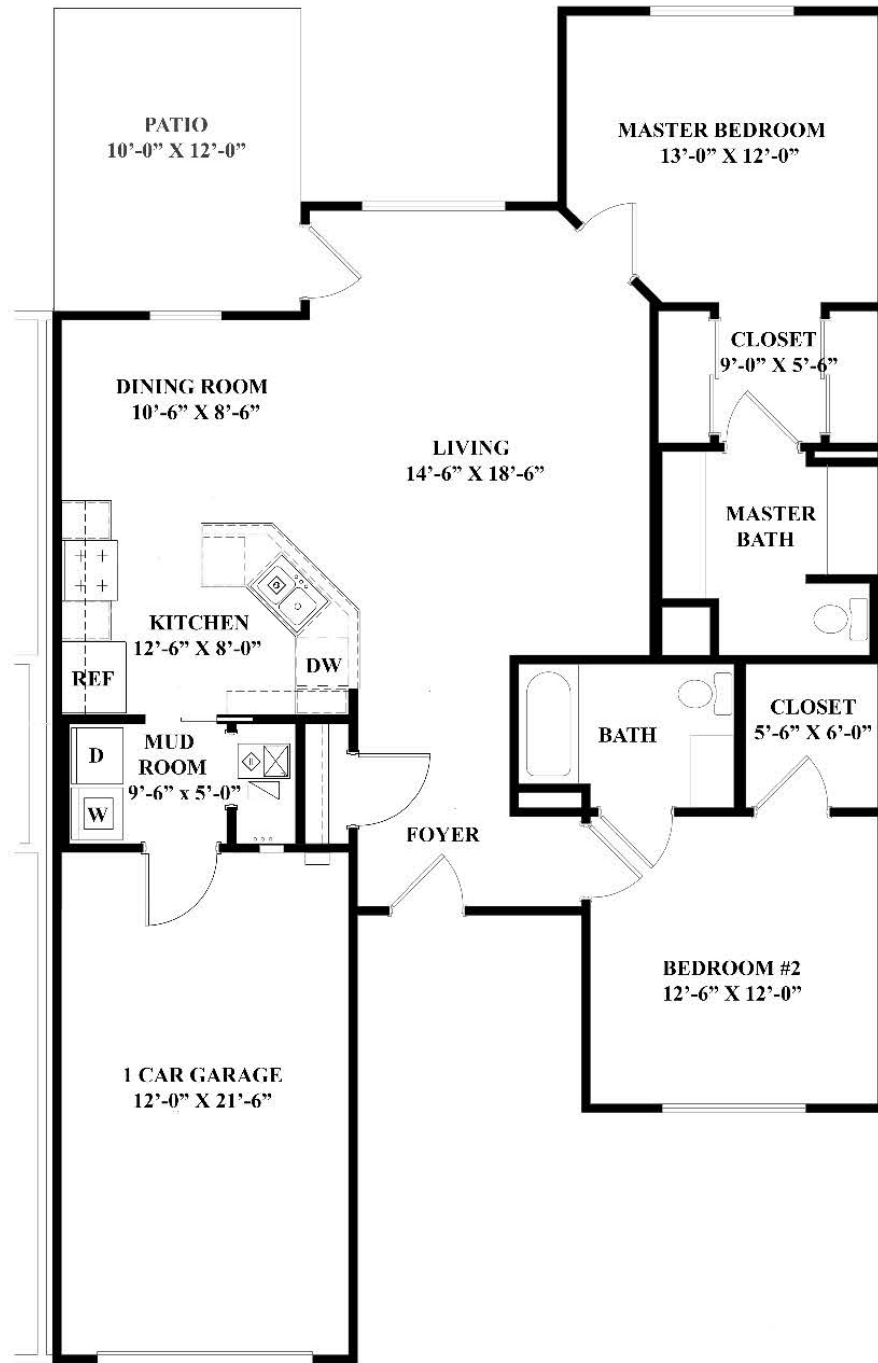 PATIO
10’-0” X 12’-0”
MASTER BEDROOM
13’-0” X 12’-0”
CLOSET
9’-0” X 5’-6”
DINING ROOM
10’-6” X 8’-6”
LIVING
14’-6” X 18’-6”
MASTER
BATH
KITCHEN
12’-6” X 8’-0”
REF
DW
CLOSET
5’-6” X 6’-0”
BATH
D
MUD
ROOM
9’-6” x 5’-0”
W
FOYER
BEDROOM #2
12’-6” X 12’-0”
1 CAR GARAGE
12’-0” X 21’-6”